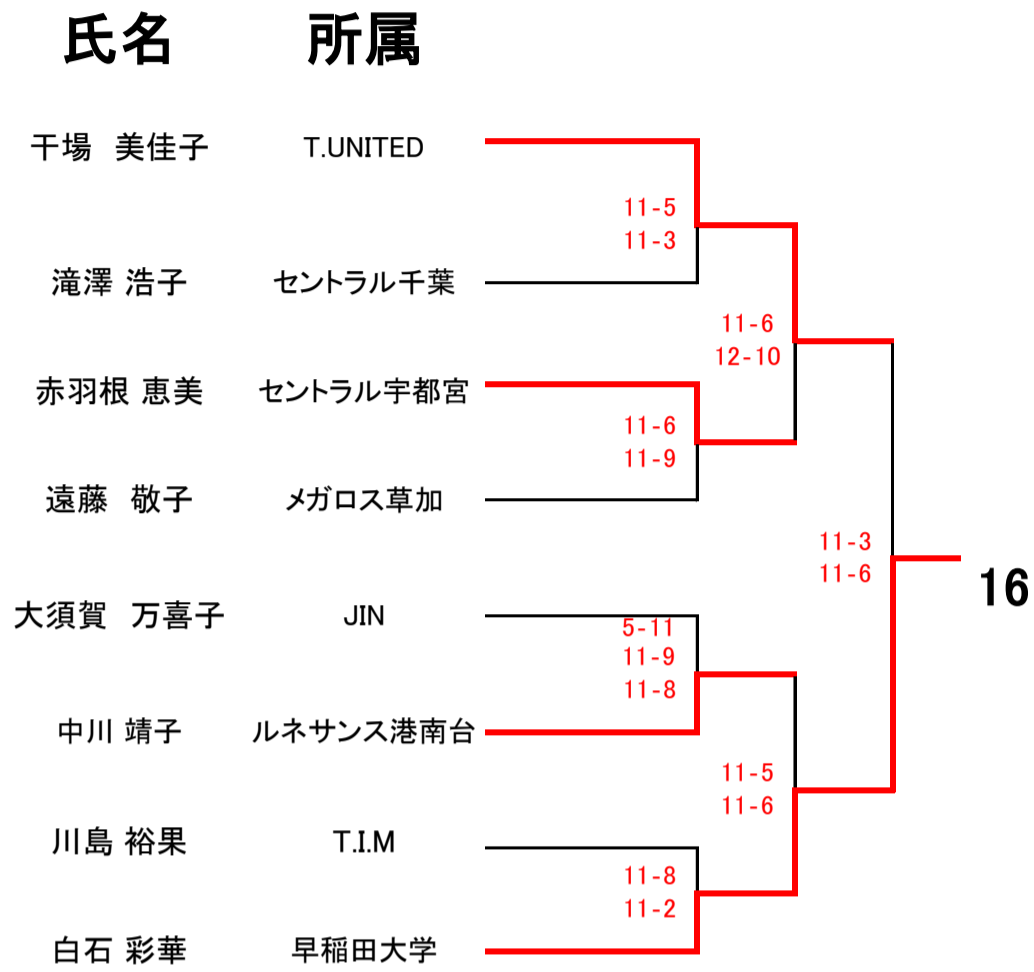 氏名 所属
干場 美佳子 T.UNITED
11-5
11-3
滝澤 浩子 セントラル千葉
11-6
12-10
赤羽根 恵美 セントラル宇都宮
11-6
11-9
遠藤 敬子 メガロス草加
11-3
11-6
16
大須賀 万喜子 JIN
5-11
11-9
11-8
中川 靖子 ルネサンス港南台
11-5
11-6
川島 裕果 T.I.M
11-8
11-2
白石 彩華 早稲田大学